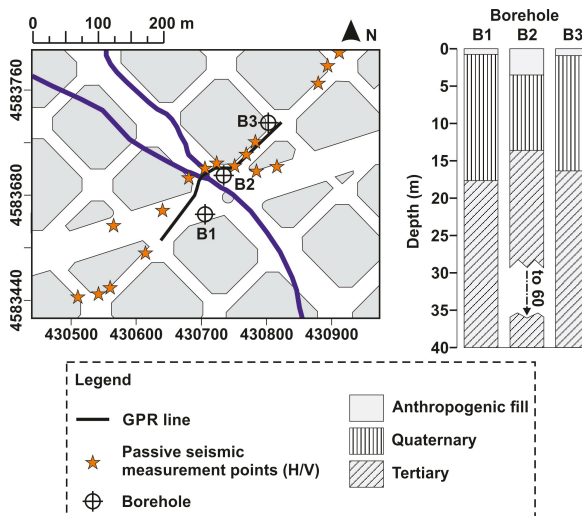 0 100 200 m
N
4583760
4583680
4583440
B3
B2
B1
430500 430600 430700 430800 430900
Borehole
B1 B2 B3
Depth (m)
0
5
10
15
20
25
30
35
40
to 60
Legend
GPR line
Passive seismic
measurement points (H/V)
Borehole
Anthropogenic fill
Quaternary
Tertiary